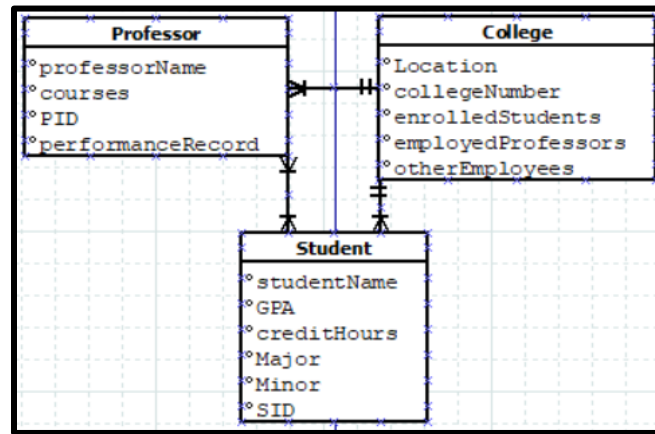 Professor
professorName
courses
PID
performanceRecord
College
Location
collegeNumber
enrolledStudents
employedProfessors
otherEmployees
Student
studentName
GPA
creditHours
Major
Minor
SID